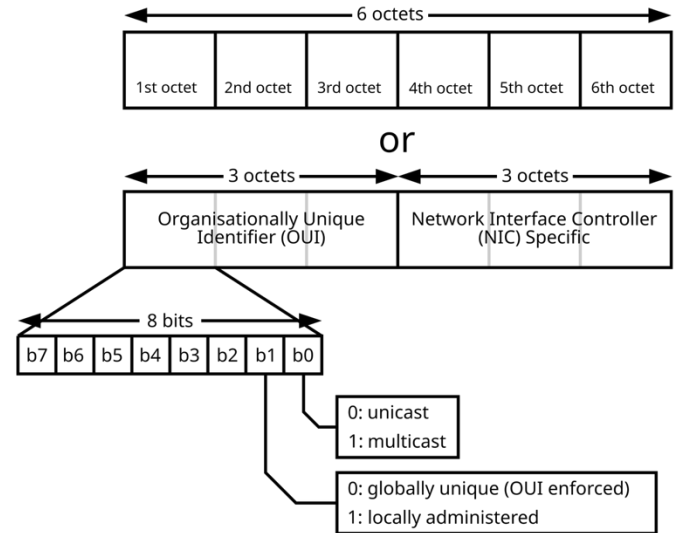 6 octets
1st octet 2nd octet 3rd octet 4th octet 5th octet 6th octet
or
3 octets 3 octets
Organisationally Unique
Identifier (OUI)
Network Interface Controller
(NIC) Specific
8 bits
b7 b6 b5 b4 b3 b2 b1 b0
0: unicast
1: multicast
0: globally unique (OUI enforced)
1: locally administered